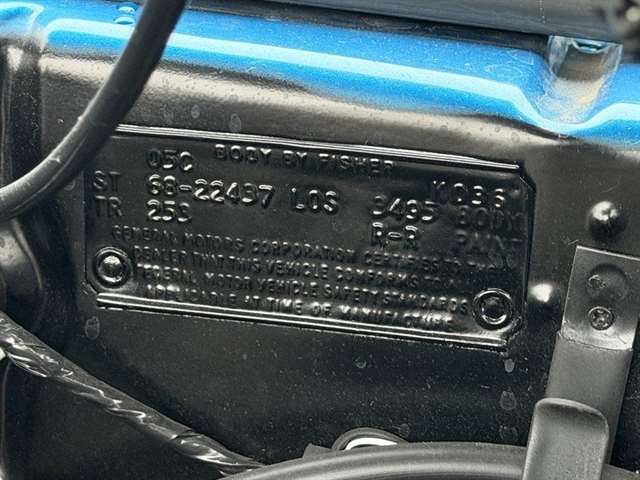 BODY BY FISHER
05C K036
ST 68-22437 LOS 3495 BODY
TR 253 R-R PAINT
GENERAL MOTORS CORPORATION CERTIFIES TO THE
DEALER THAT THIS VEHICLE CONFORMS TO ALL
FEDERAL MOTOR VEHICLE SAFETY STANDARDS
APPLICABLE AT TIME OF MANUFACTURE